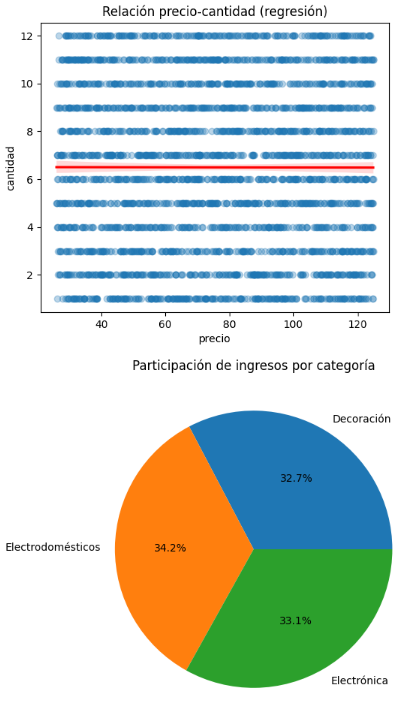 Relación precio-cantidad (regresión)
12
10
8
6
4
2
cantidad
40
60
80
100
120
precio
Participación de ingresos por categoría
Decoración
32.7%
Electrodomésticos
34.2%
33.1%
Electrónica